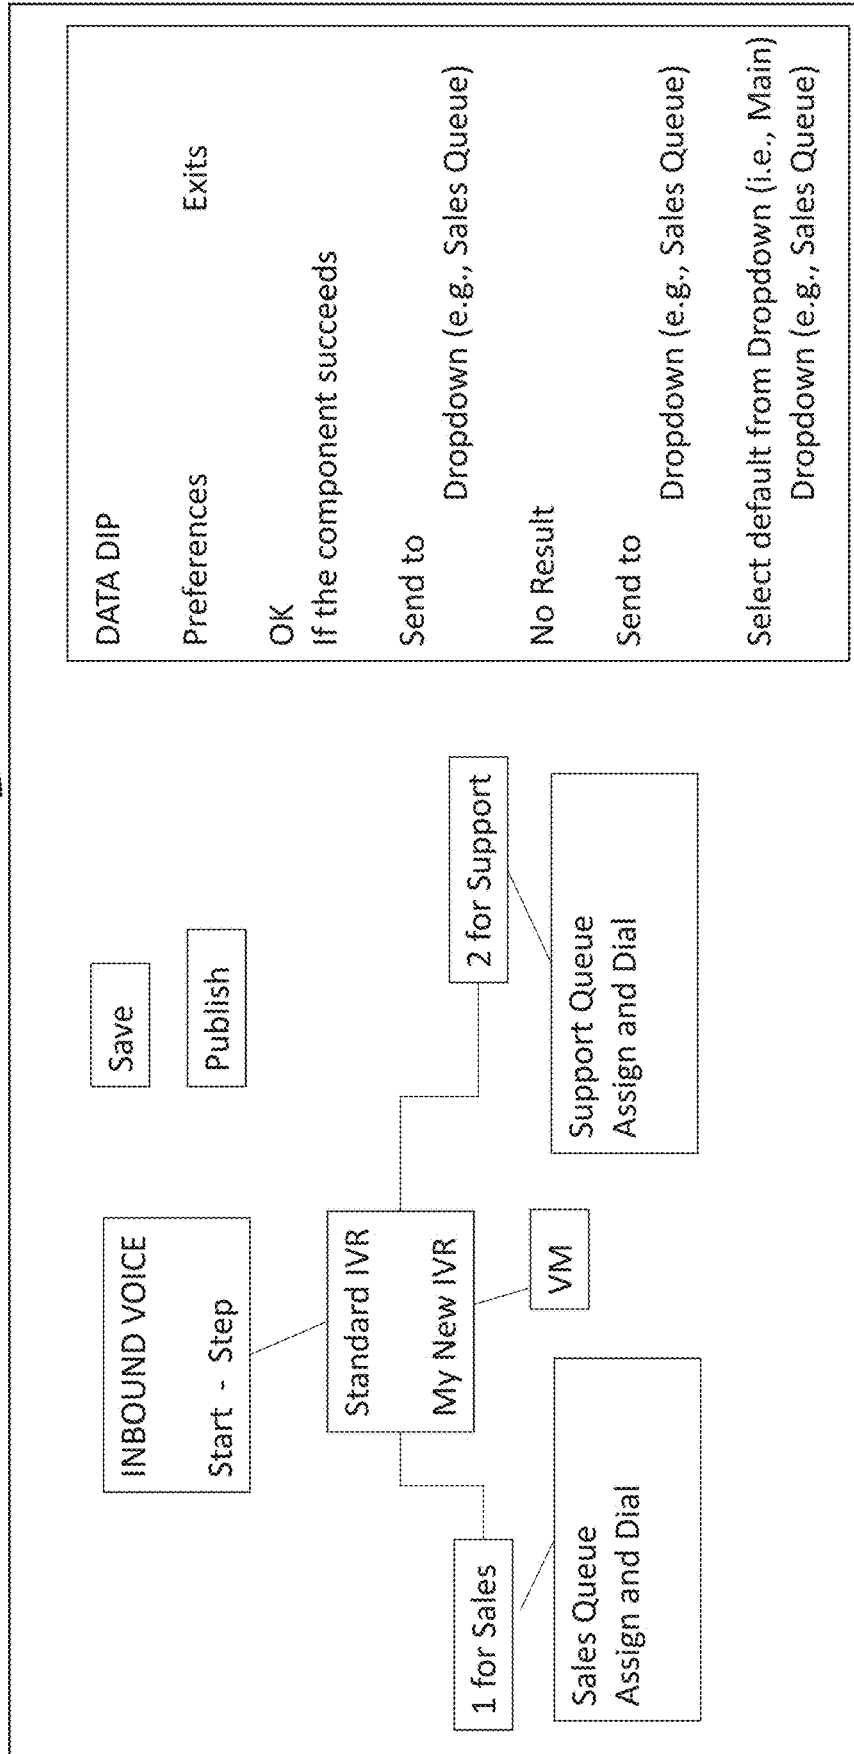 INBOUND VOICE
Start - Step
Save
Publish
Standard IVR
My New IVR
1 for Sales
VM
2 for Support
Sales Queue
Assign and Dial
Support Queue
Assign and Dial
DATA DIP
Preferences Exits
OK
If the component succeeds
Send to
Dropdown (e.g., Sales Queue)
No Result
Send to
Dropdown (e.g., Sales Queue)
Select default from Dropdown (i.e., Main)
Dropdown (e.g., Sales Queue)